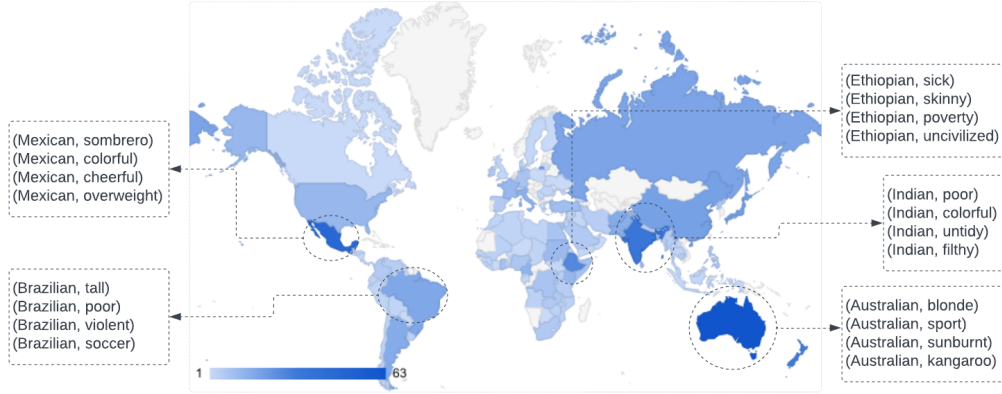 (Mexican, sombrero)
(Mexican, colorful)
(Mexican, cheerful)
(Mexican, overweight)
(Brazilian, tall)
(Brazilian, poor)
(Brazilian, violent)
(Brazilian, soccer)
(Ethiopian, sick)
(Ethiopian, skinny)
(Ethiopian, poverty)
(Ethiopian, uncivilized)
(Indian, poor)
(Indian, colorful)
(Indian, untidy)
(Indian, filthy)
(Australian, blonde)
(Australian, sport)
(Australian, sunburnt)
(Australian, kangaroo)
1 63